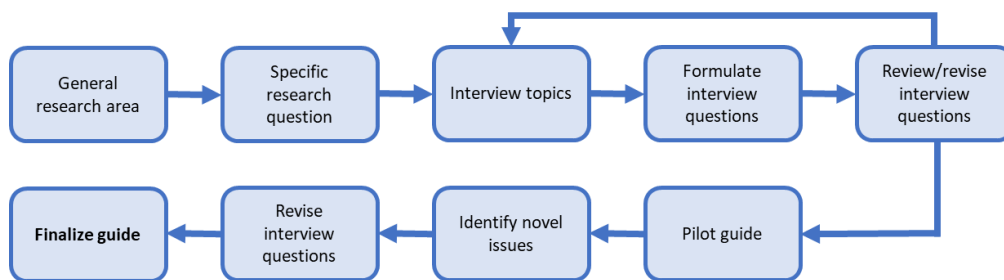 General
research area
Specific
research
question
Interview topics
Formulate
interview
questions
Review/revise
interview
questions
Finalize guide
Revise
interview
questions
Identify novel
issues
Pilot guide